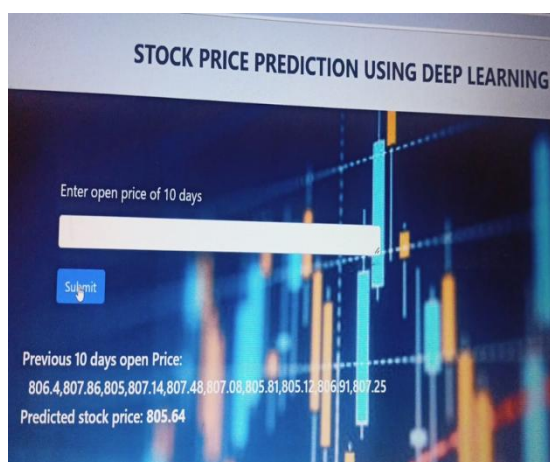 STOCK PRICE PREDICTION USING DEEP LEARNING
Enter open price of 10 days
Submit
Previous 10 days open Price:
806.4,807.86,805,807.14,807.48,807.08,805.81,805.12,806.91,807.25
Predicted stock price: 805.64